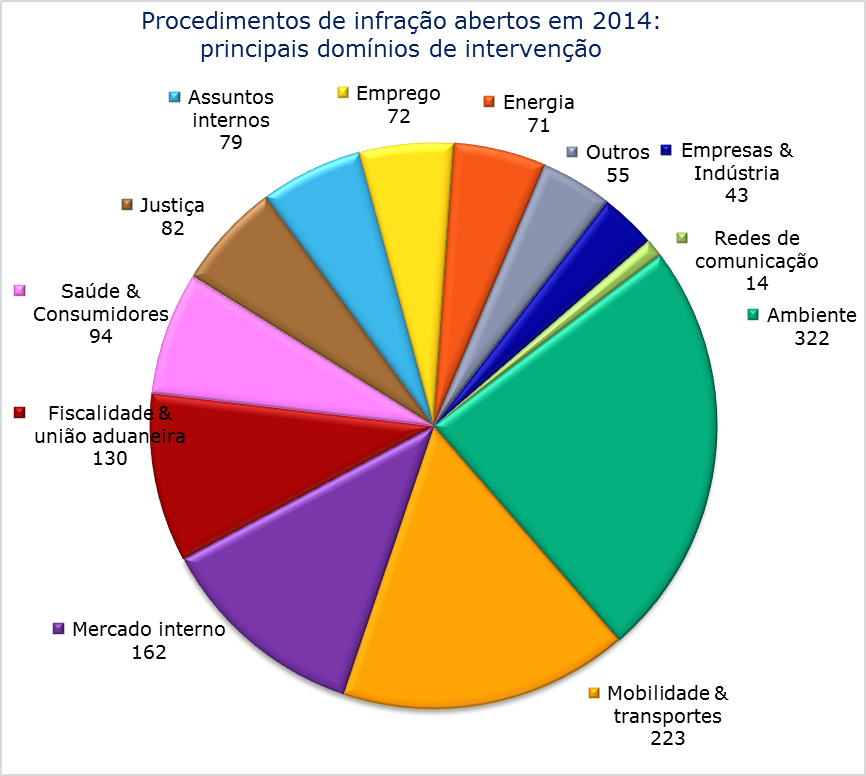 Procedimentos de infração abertos em 2014:
principais domínios de intervenção
Assuntos
internos
79
Emprego
72
Energia
71
Outros
55
Empresas &
Indústria
43
Redes de
comunicação
14
Ambiente
322
Mobilidade &
transportes
223
Mercado interno
162
Fiscalidade &
união aduaneira
130
Saúde &
Consumidores
94
Justiça
82